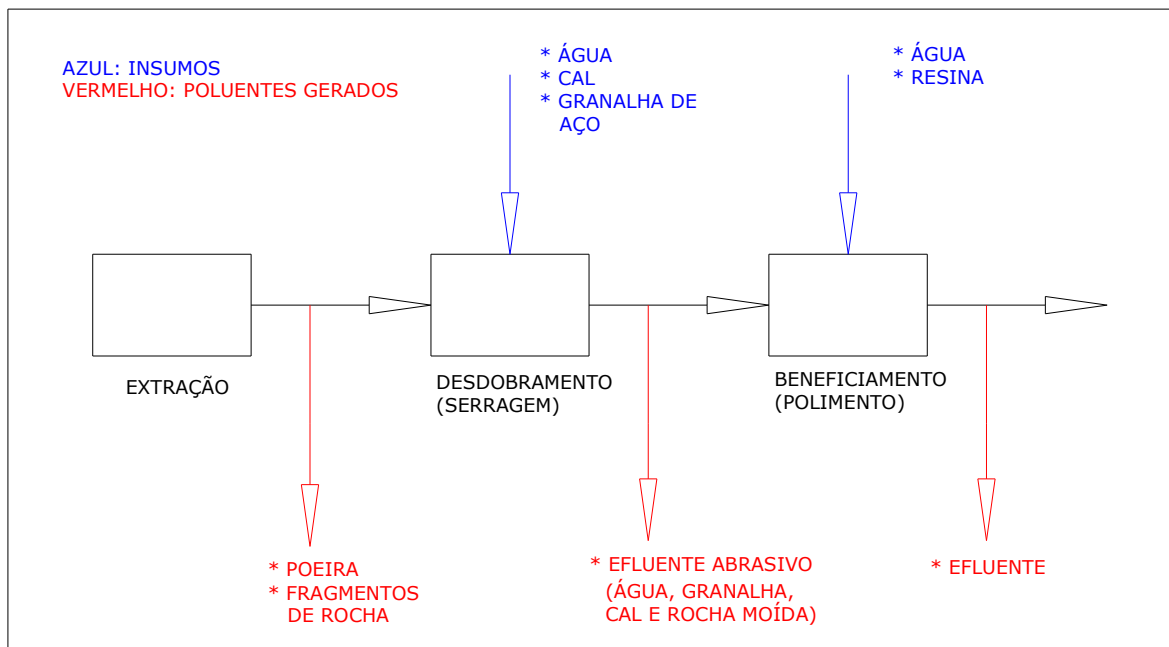 AZUL: INSUMOS
VERMELHO: POLUENTES GERADOS
* ÁGUA
* CAL
* GRANALHA DE
AÇO
* ÁGUA
* RESINA
EXTRAÇÃO
DESDOBRAMENTO
(SERRAGEM)
BENEFICIAMENTO
(POLIMENTO)
* POEIRA
* FRAGMENTOS
DE ROCHA
* EFLUENTE ABRASIVO
(ÁGUA, GRANALHA,
CAL E ROCHA MOÍDA)
* EFLUENTE